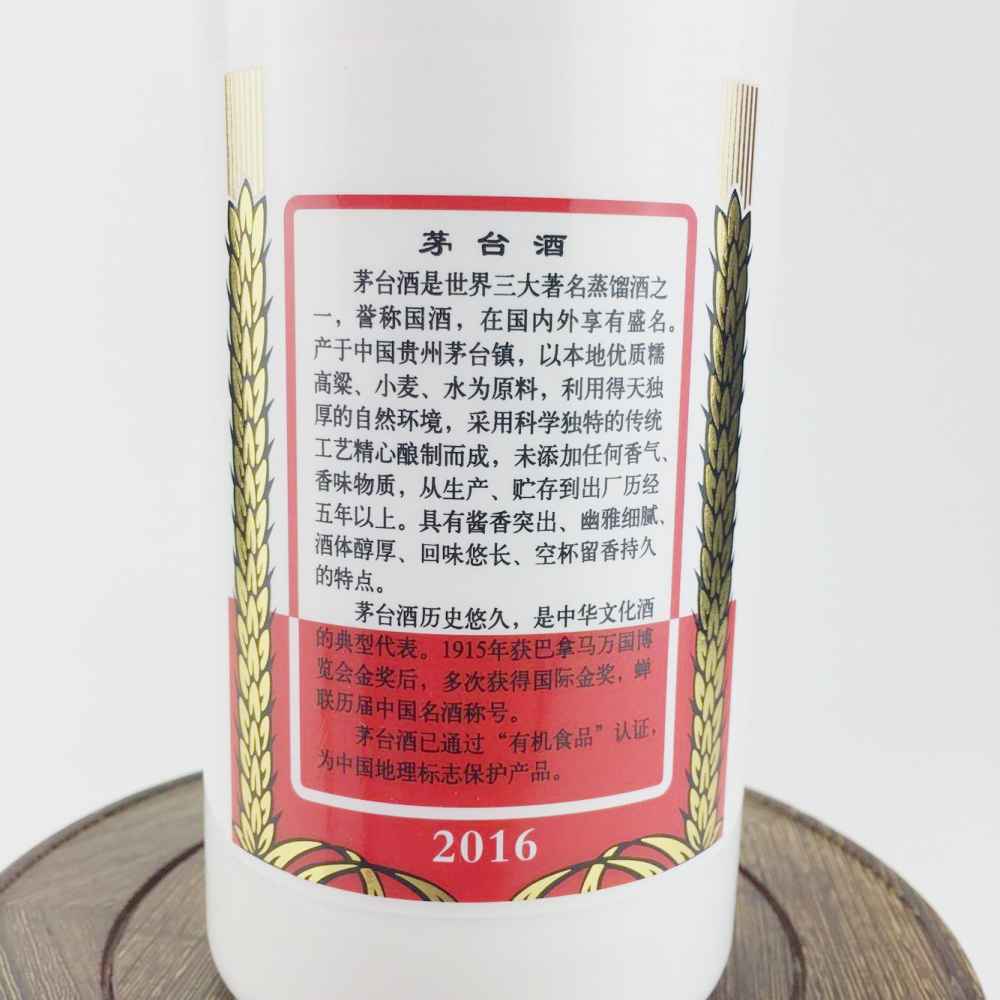 茅台酒
茅台酒是世界三大著名蒸馏酒之
一，誉称国酒，在国内外享有盛名。
产于中国贵州茅台镇，以本地优质糯
高粱、小麦、水为原料，利用得天独
厚的自然环境，采用科学独特的传统
工艺精心酿制而成，未添加任何香气、
香味物质，从生产、贮存到出厂历经
五年以上。具有酱香突出、幽雅细腻、
酒体醇厚、回味悠长、空杯留香持久
的特点。
茅台酒历史悠久，是中华文化酒
的典型代表。1915年获巴拿马万国博
览会金奖后，多次获得国际金奖，蝉
联历届中国名酒称号。
茅台酒已通过“有机食品”认证，
为中国地理标志保护产品。
2016